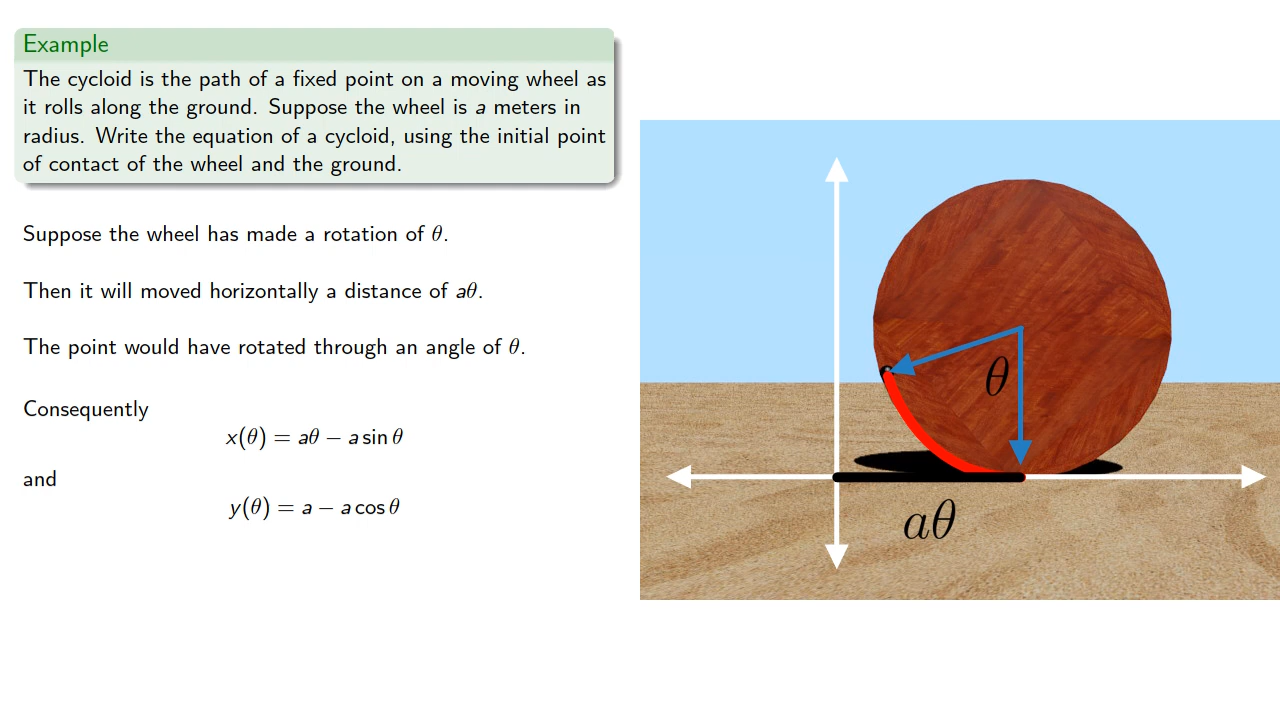 Example
The cycloid is the path of a fixed point on a moving wheel as
it rolls along the ground. Suppose the wheel is a meters in
radius. Write the equation of a cycloid, using the initial point
of contact of the wheel and the ground.
Suppose the wheel has made a rotation of θ.
Then it will moved horizontally a distance of aθ.
The point would have rotated through an angle of θ.
Consequently
x(θ) = aθ − a sin θ
and
y(θ) = a − a cos θ
θ
aθ